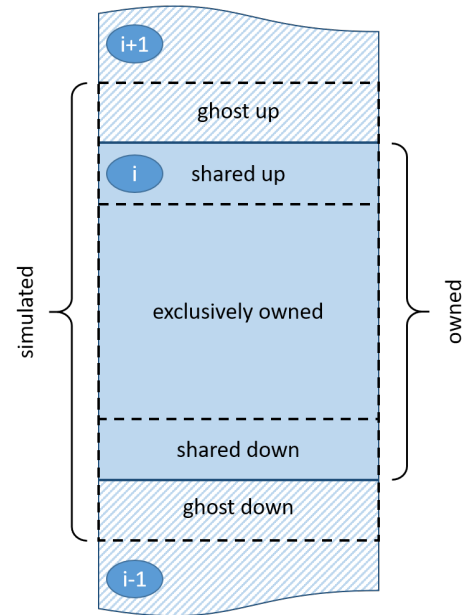 i+1
ghost up
i
shared up
simulated
exclusively owned
owned
shared down
ghost down
i-1